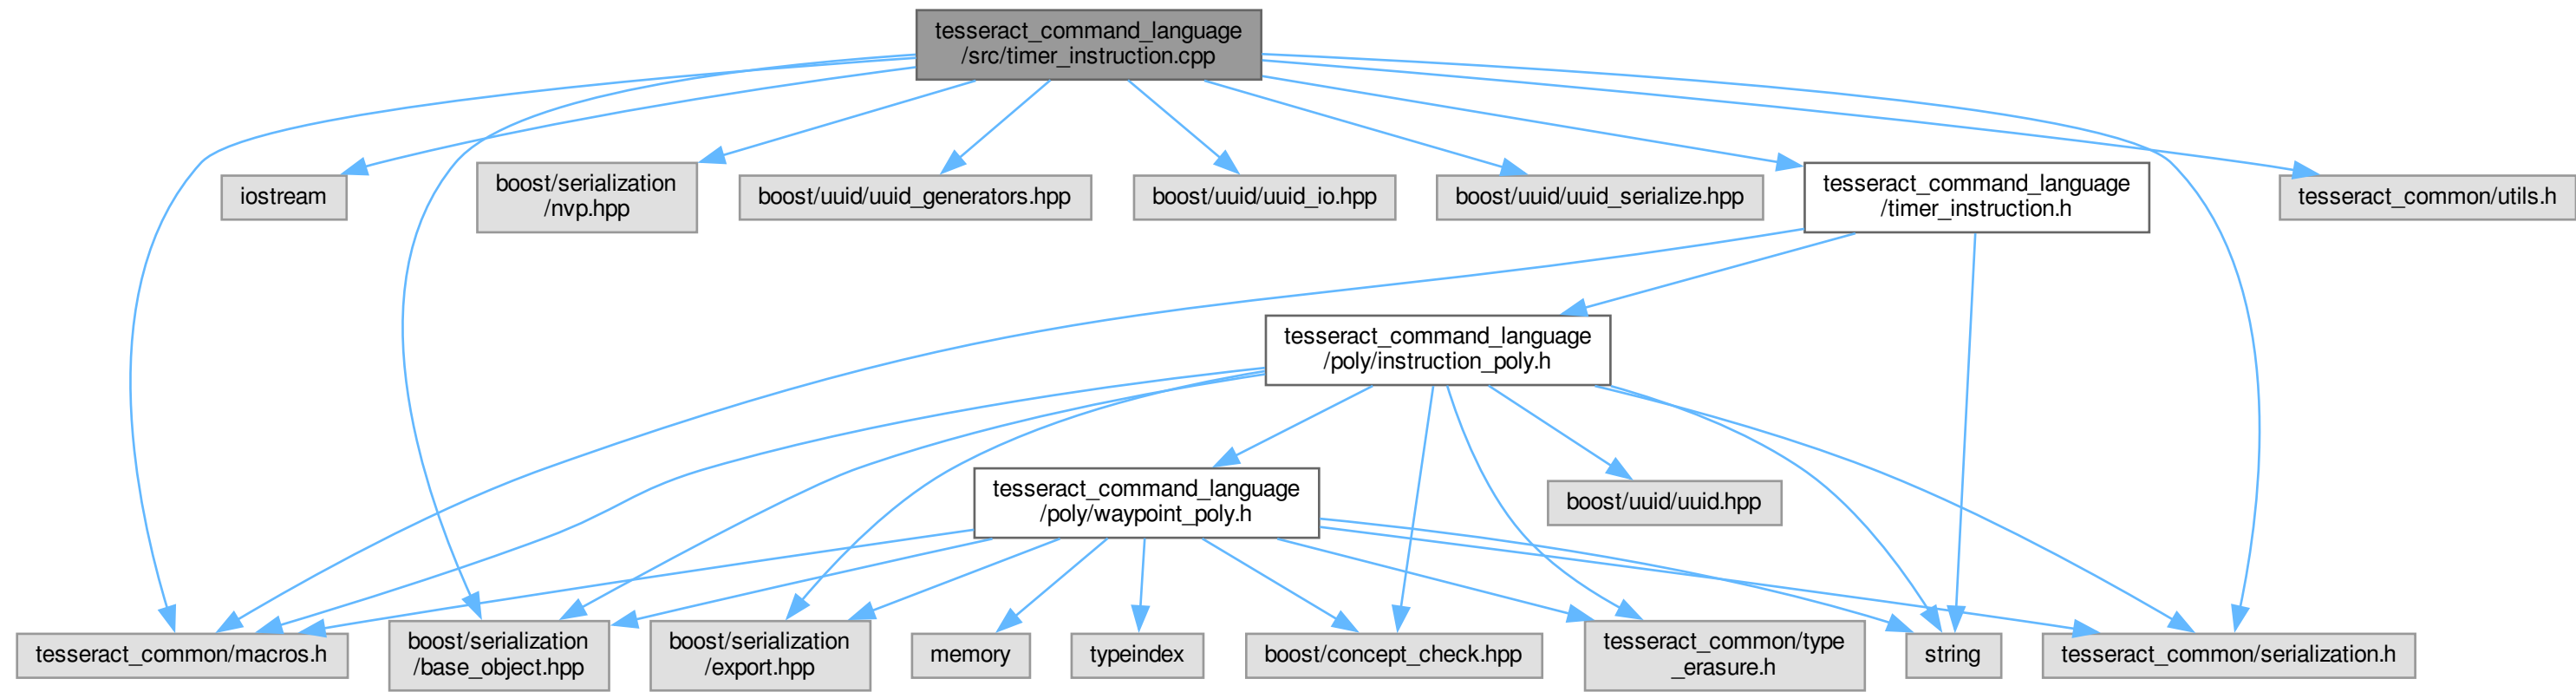 tesseract_command_language
/src/timer_instruction.cpp
iostream
boost/serialization
/nvp.hpp
boost/uuid/uuid_generators.hpp
boost/uuid/uuid_io.hpp
boost/uuid/uuid_serialize.hpp
tesseract_command_language
/timer_instruction.h
tesseract_common/utils.h
tesseract_command_language
/poly/instruction_poly.h
tesseract_command_language
/poly/waypoint_poly.h
boost/uuid/uuid.hpp
tesseract_common/macros.h
boost/serialization
/base_object.hpp
boost/serialization
/export.hpp
memory
typeindex
boost/concept_check.hpp
tesseract_common/type
_erasure.h
string
tesseract_common/serialization.h